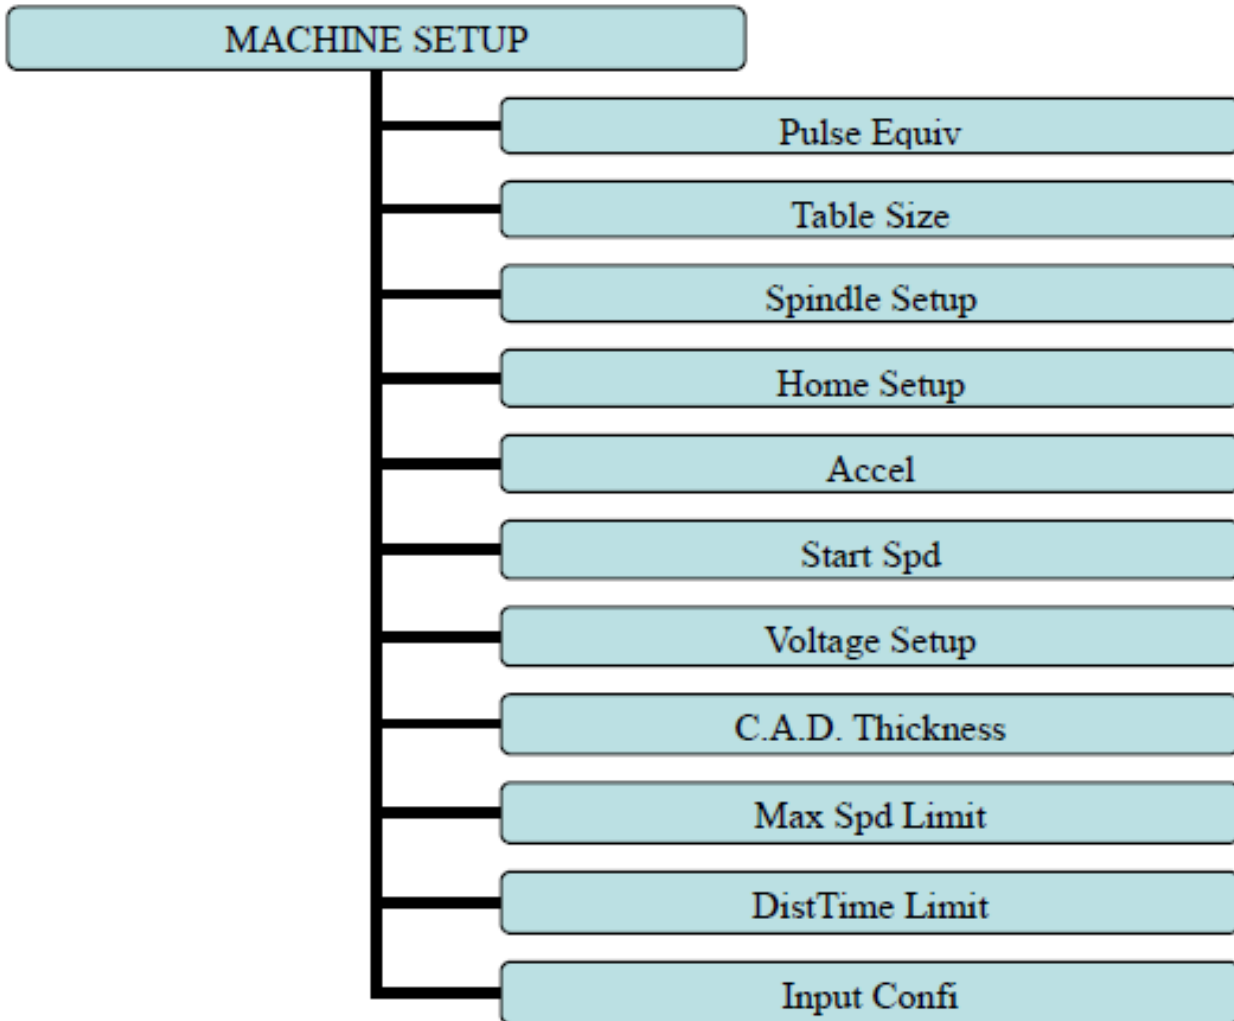 MACHINE SETUP
Pulse Equiv
Table Size
Spindle Setup
Home Setup
Accel
Start Spd
Voltage Setup
C.A.D. Thickness
Max Spd Limit
DistTime Limit
Input Confi